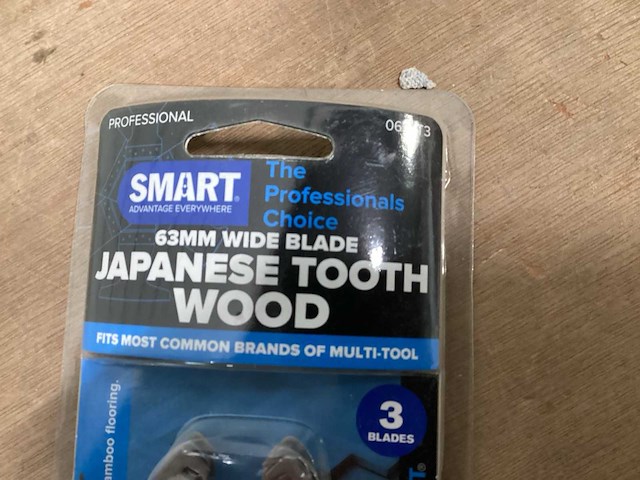 PROFESSIONAL
SMART
ADVANTAGE EVERYWHERE
The
Professionals
Choice
63MM WIDE BLADE
JAPANESE TOOTH
WOOD
FITS MOST COMMON BRANDS OF MULTI-TOOL
flooring.
3
BLADES